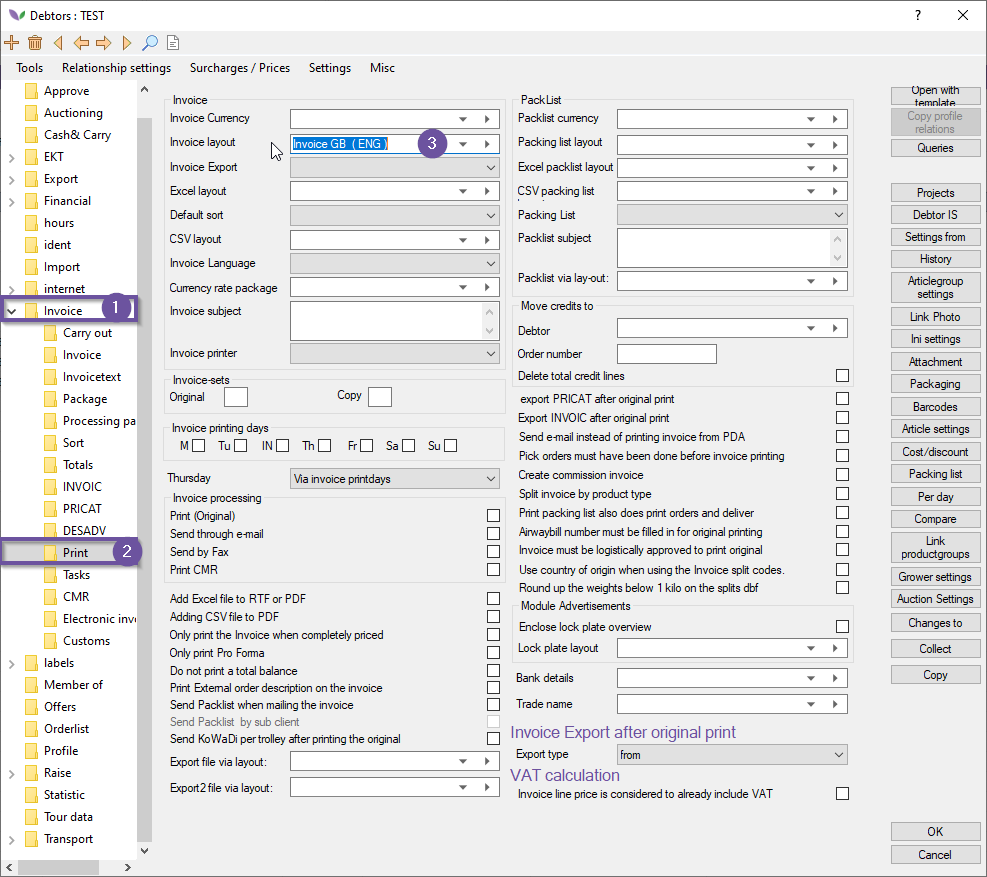 Debtors : TEST
?
Tools Relationship settings Surcharges / Prices Settings Misc
Approve
Auctioning
Cash& Carry
EKT
Export
Financial
hours
ident
Import
internet
Invoice 1
Carry out
Invoice
Invoicetext
Package
Processing pa
Sort
Totals
INVOIC
PRICAT
DESADV
Print 2
Tasks
CMR
Electronic inv
Customs
labels
Member of
Offers
Orderlist
Profile
Raise
Statistic
Tour data
Transport
Invoice
Invoice Currency
Invoice layout Invoice GB ( ENG ) 3
Invoice Export
Excel layout
Default sort
CSV layout
Invoice Language
Currency rate package
Invoice subject
Invoice printer
Invoice-sets
Original Copy
Invoice printing days
M Tu IN Th Fr Sa Su
Thursday Via invoice printdays
Invoice processing
Print (Original)
Send through e-mail
Send by Fax
Print CMR
Add Excel file to RTF or PDF
Adding CSV file to PDF
Only print the Invoice when completely priced
Only print Pro Forma
Do not print a total balance
Print External order description on the invoice
Send Packlist when mailing the invoice
Send Packlist by sub client
Send KoWaDi per trolley after printing the original
Export file via layout:
Export2 file via layout:
PackList
Packlist currency
Packing list layout
Excel packlist layout
CSV packing list
Packing List
Packlist subject
Packlist via lay-out:
Move credits to
Debtor
Order number
Delete total credit lines
export PRICAT after original print
Export INVOIC after original print
Send e-mail instead of printing invoice from PDA
Pick orders must have been done before invoice printing
Create commission invoice
Split invoice by product type
Print packing list also does print orders and deliver
Airwaybill number must be filled in for original printing
Invoice must be logistically approved to print original
Use country of origin when using the Invoice split codes.
Round up the weights below 1 kilo on the splits dbf
Module Advertisements
Enclose lock plate overview
Lock plate layout
Bank details
Trade name
Invoice Export after original print
Export type from
VAT calculation
Invoice line price is considered to already include VAT
Open with
template
Copy profile
relations
Queries
Projects
Debtor IS
Settings from
History
Articlegroup
settings
Link Photo
Ini settings
Attachment
Packaging
Barcodes
Article settings
Cost/discount
Packing list
Per day
Compare
Link
productgroups
Grower settings
Auction Settings
Changes to
Collect
Copy
OK
Cancel